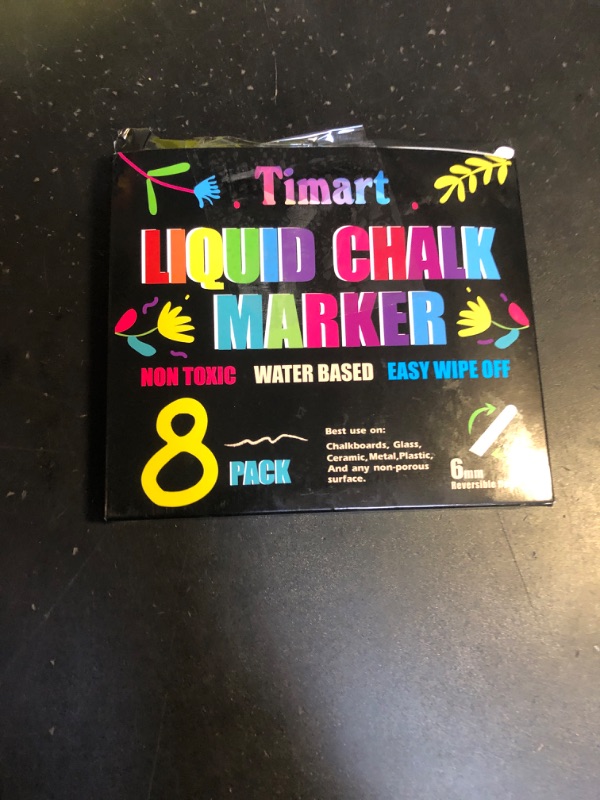 Timart
LIQUID CHALK
MARKER
NON TOXIC WATER BASED EASY WIPE OFF
8 PACK
Best use on:
Chalkboards, Glass,
Ceramic,Metal,Plastic,
And any non-porous
surface.
6mm
Reversible